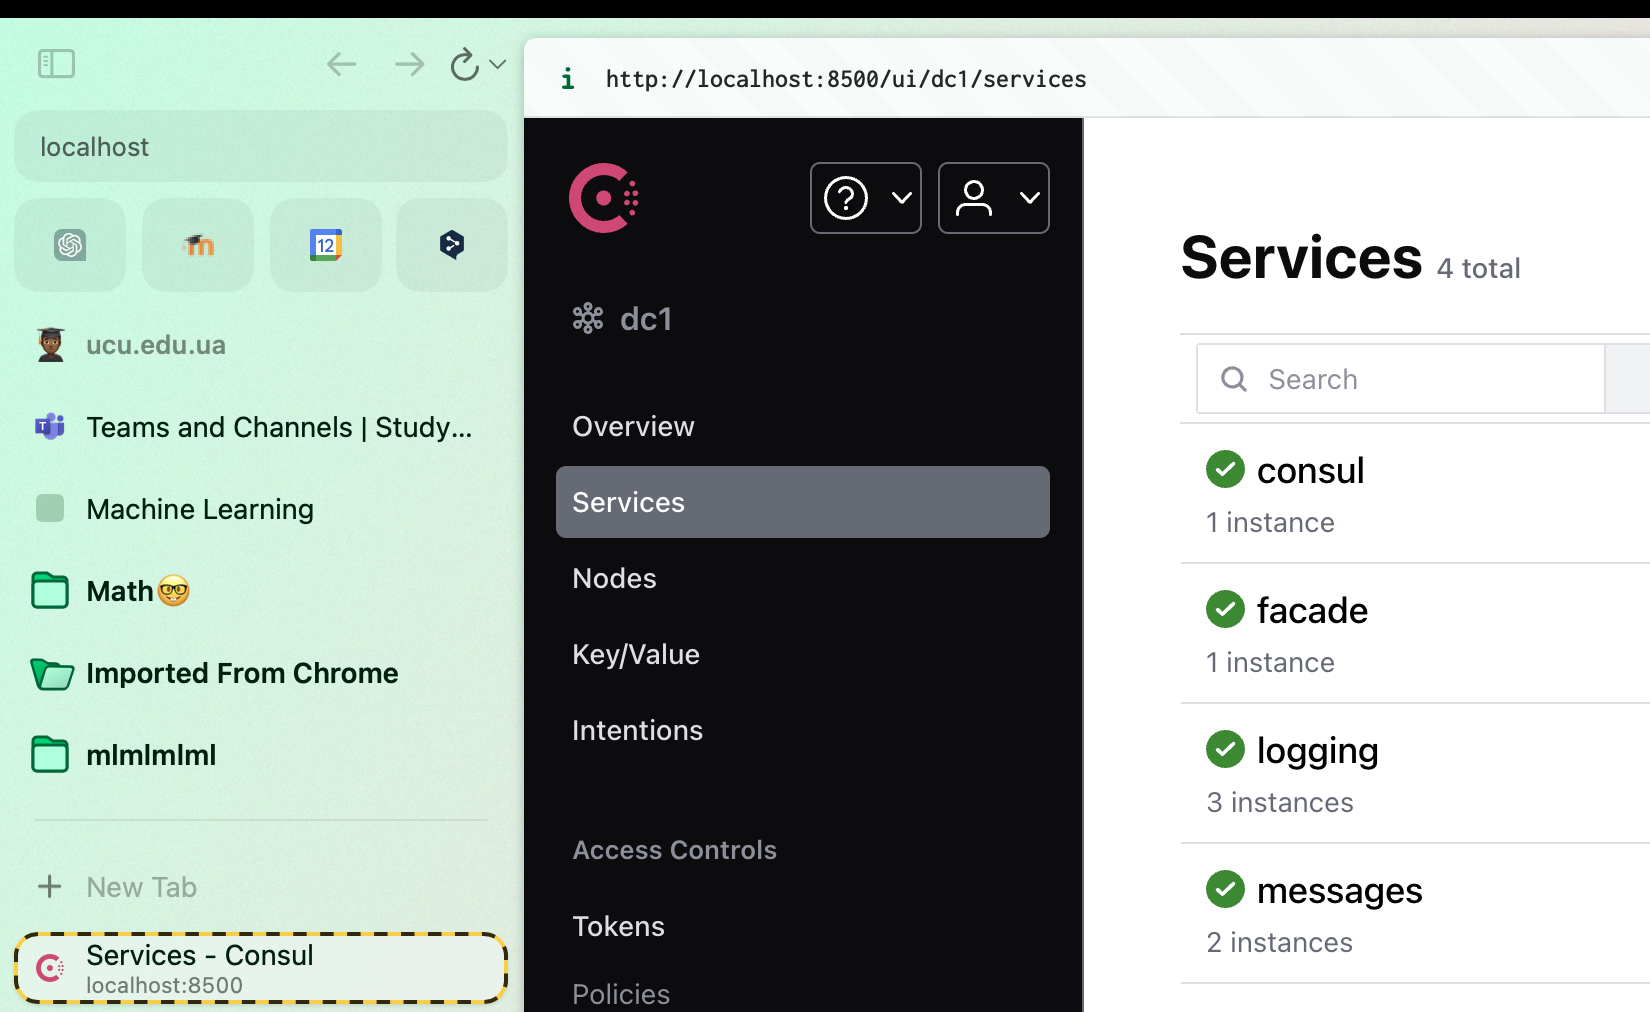 http://localhost:8500/ui/dc1/services
localhost
12
ucu.edu.ua
T
Teams and Channels | Study...
Machine Learning
Math🤓
Imported From Chrome
mlmlmlml
New Tab
Services - Consul
localhost:8500
dc1
Overview
Services
Nodes
Key/Value
Intentions
Access Controls
Tokens
Policies
Services 4 total
Search
consul
1 instance
facade
1 instance
logging
3 instances
messages
2 instances